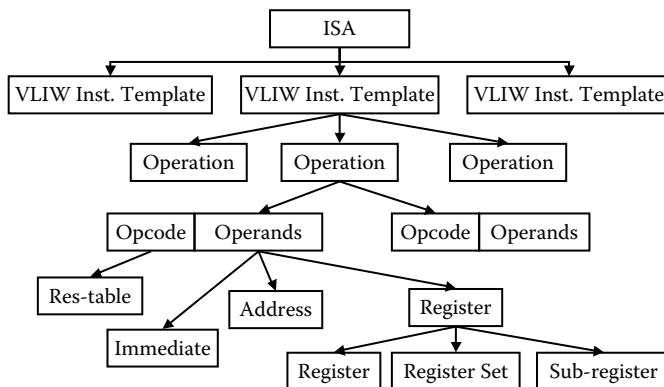 ISA
VLIW Inst. Template VLIW Inst. Template VLIW Inst. Template
Operation Operation Operation
Opcode Operands Opcode Operands
Res-table
Address
Register
Immediate
Register Register Set Sub-register